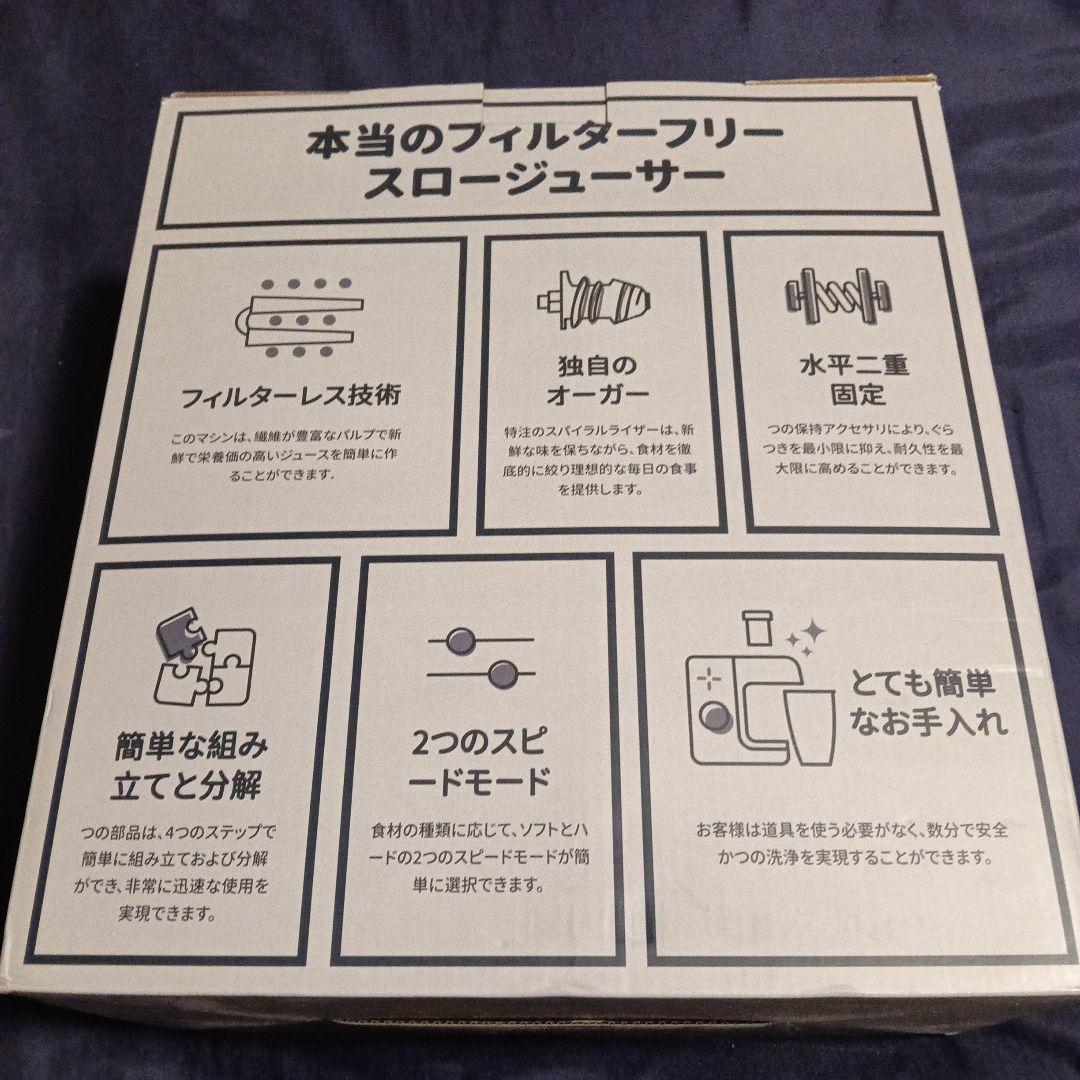 本当のフィルターフリー
スロージューサー
フィルターレス技術
このマシンは、繊維が豊富なパルプで新
鮮で栄養価の高いジュースを簡単に作
ることができます.
独自の
オーガー
特注のスパイラルライザーは、新
鮮な味を保ちながら、食材を徹
底的に絞り理想的な毎日の食事
を提供します。
水平二重
固定
つの保持アクセサリにより、ぐら
つきを最小限に抑え、耐久性を最
大限に高めることができます。
簡単な組み
立てと分解
つの部品は、4つのステップで
簡単に組み立ておよび分解
ができ、非常に迅速な使用を
実現できます。
2つのスピ
ードモード
食材の種類に応じて、ソフトとハ
ードの2つのスピードモードが簡
単に選択できます。
とても簡単
なお手入れ
お客様は道具を使う必要がなく、数分で安全
かつの洗浄を実現することができます。